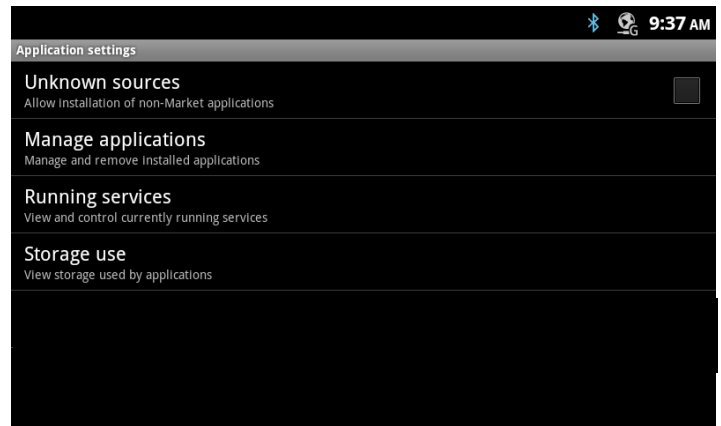 G 9:37 AM
Application settings
Unknown sources
Allow installation of non-Market applications
Manage applications
Manage and remove installed applications
Running services
View and control currently running services
Storage use
View storage used by applications